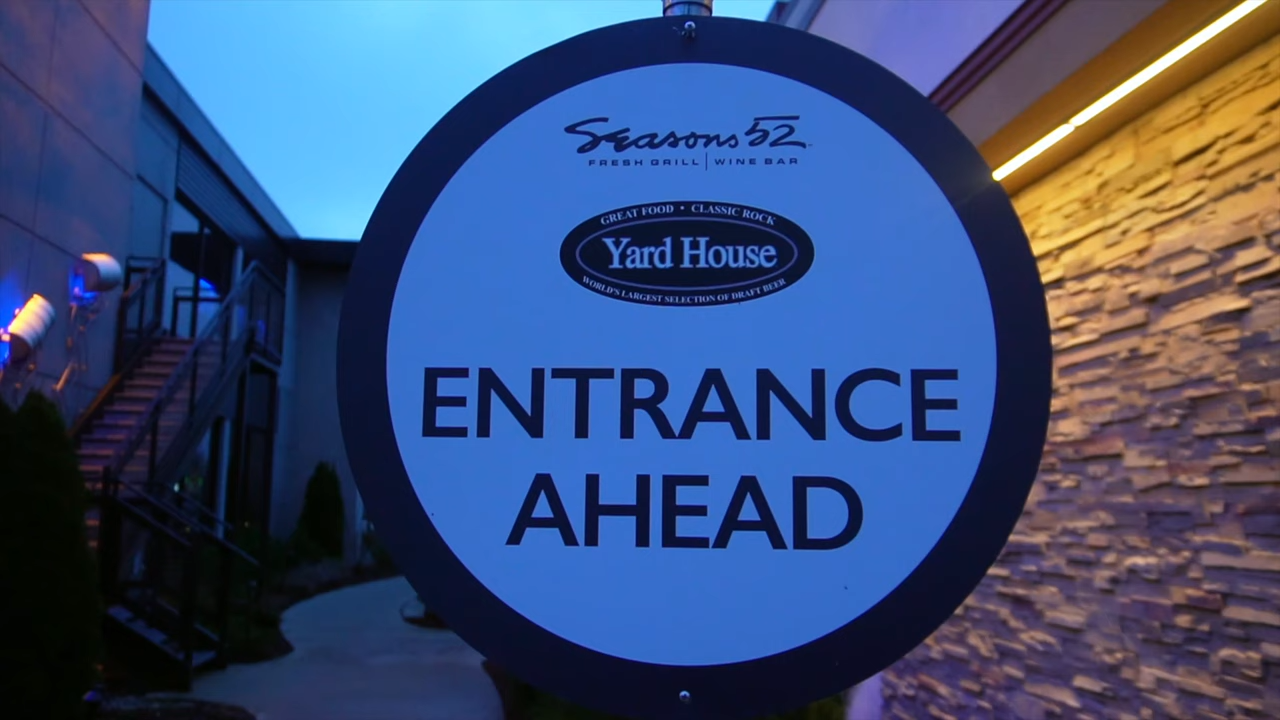 Seasons 52
FRESH GRILL | WINE BAR
GREAT FOOD • CLASSIC ROCK
Yard House
WORLD'S LARGEST SELECTION OF DRAFT BEER
ENTRANCE
AHEAD